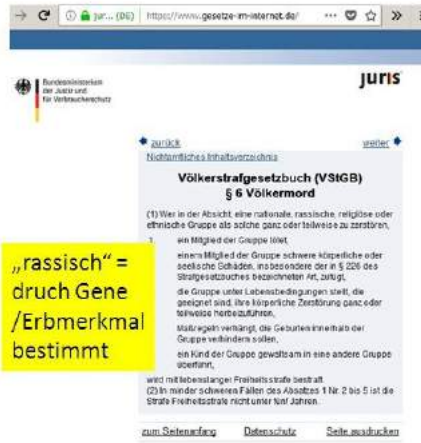 jur... (DE)
https://www.gesetze-im-internet.de/
Bundesministerium
der Justiz und
für Verbraucherschutz
juris
zurück
weiter
Nichtamtliches Inhaltsverzeichnis
Völkerstrafgesetzbuch (VStGB)
§ 6 Völkermord
(1) Wer in der Absicht, eine nationale, rassische, religiöse oder
ethnische Gruppe als solche ganz oder teilweise zu zerstören,
1.
ein Mitglied der Gruppe tötet,
einem Mitglied der Gruppe schwere körperliche oder
seelische Schäden, insbesondere der in § 226 des
Strafgesetzbuches bezeichneten Art, zufügt,
die Gruppe unter Lebensbedingungen stellt, die
geeignet sind, ihre körperliche Zerstörung ganz oder
teilweise herbeizuführen,
Maßregeln verhängt, die Geburten innerhalb der
Gruppe verhindern sollen,
ein Kind der Gruppe gewaltsam in eine andere Gruppe
überführt,
wird mit lebenslanger Freiheitsstrafe bestraft.
(2) In minder schweren Fällen des Absatzes 1 Nr. 2 bis 5 ist die
Strafe Freiheitsstrafe nicht unter fünf Jahren.
„rassisch“ =
druch Gene
/Erbmerkmal
bestimmt
zum Seitenanfang
Datenschutz
Seite ausdrucken